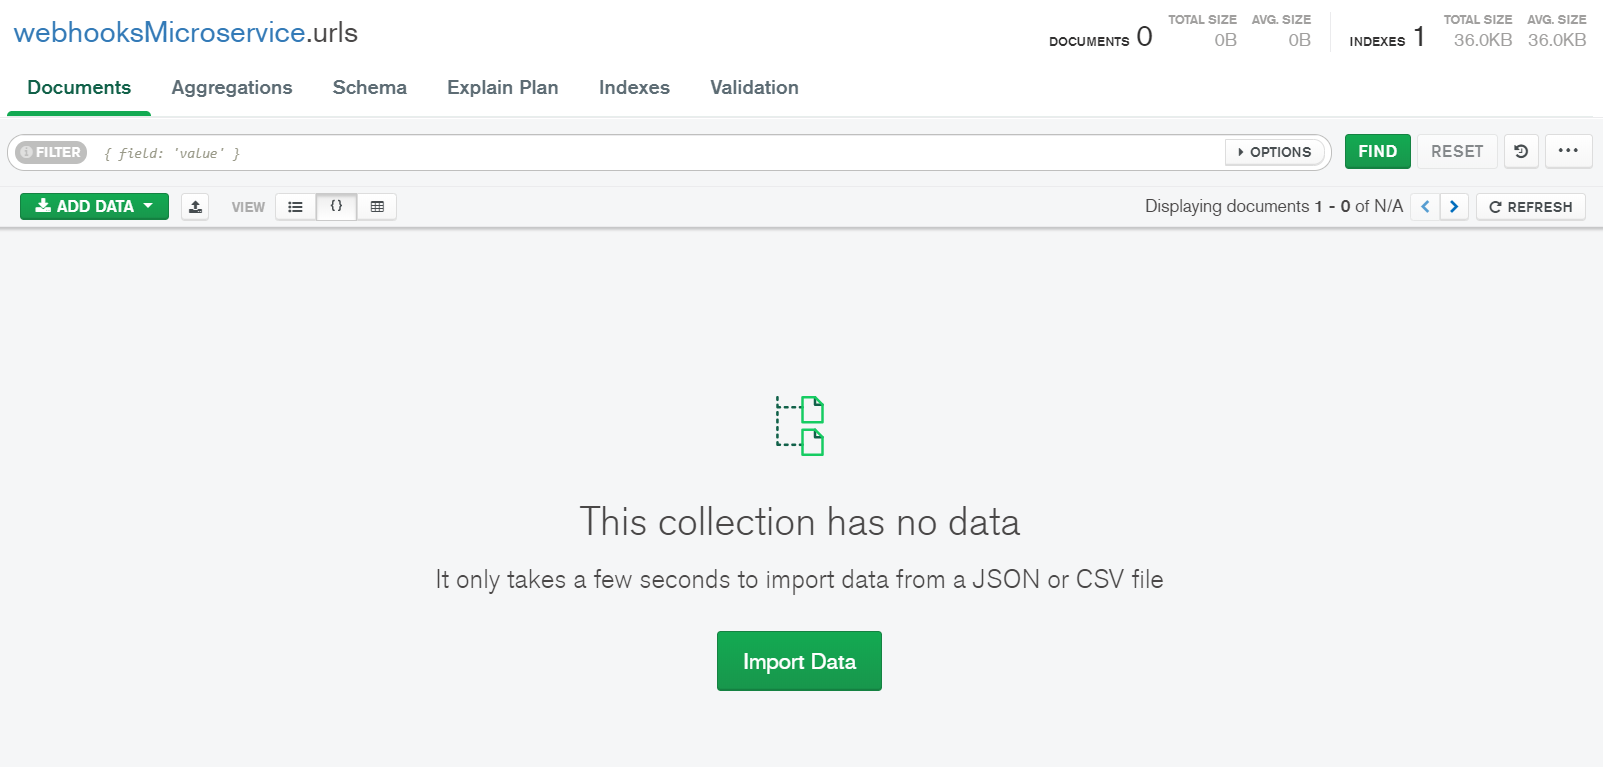 webhooksMicroservice.urls
DOCUMENTS 0 TOTAL SIZE 0B AVG. SIZE 0B INDEXES 1 TOTAL SIZE 36.0KB AVG. SIZE 36.0KB
Documents Aggregations Schema Explain Plan Indexes Validation
FILTER { field: 'value' } OPTIONS FIND RESET
ADD DATA VIEW {} Displaying documents 1 - 0 of N/A REFRESH
This collection has no data
It only takes a few seconds to import data from a JSON or CSV file
Import Data